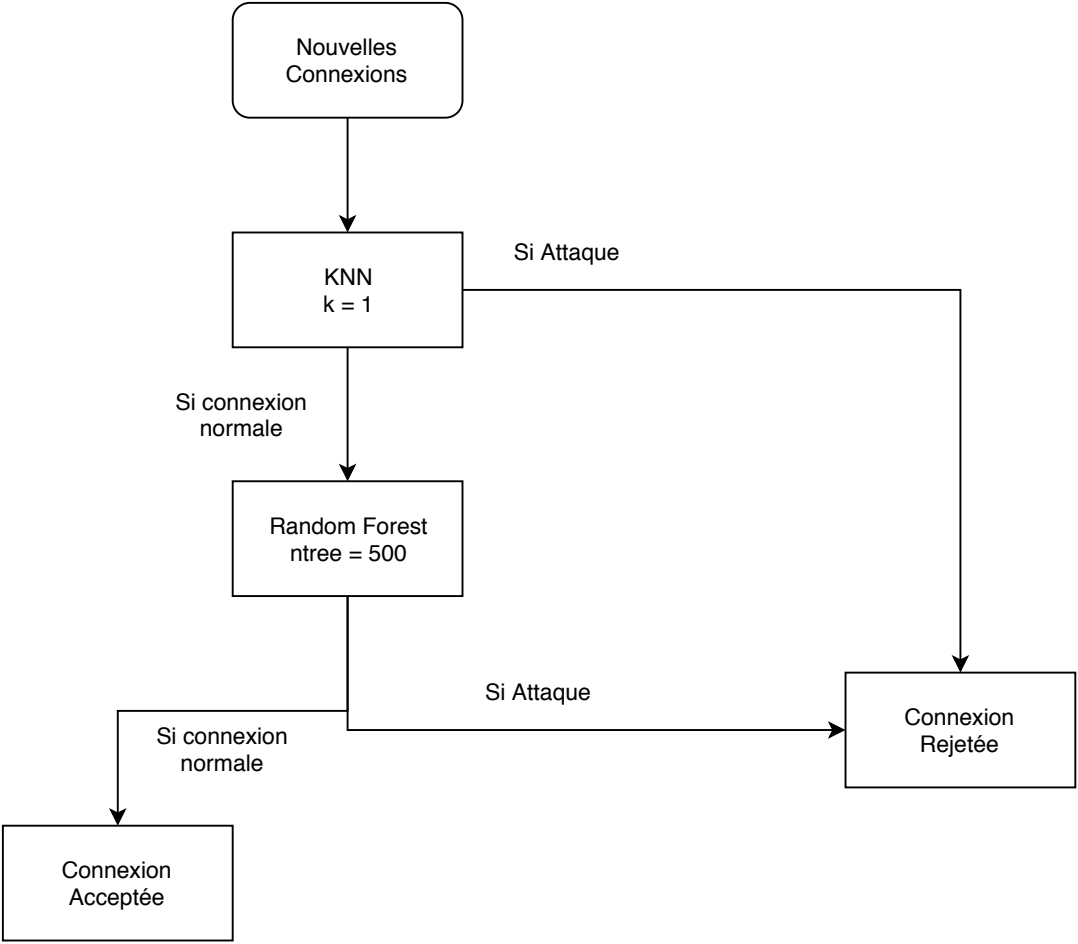 Nouvelles
Connexions
Si Attaque
KNN
k = 1
Si connexion
normale
Random Forest
ntree = 500
Si Attaque
Connexion
Rejetée
Si connexion
normale
Connexion
Acceptée